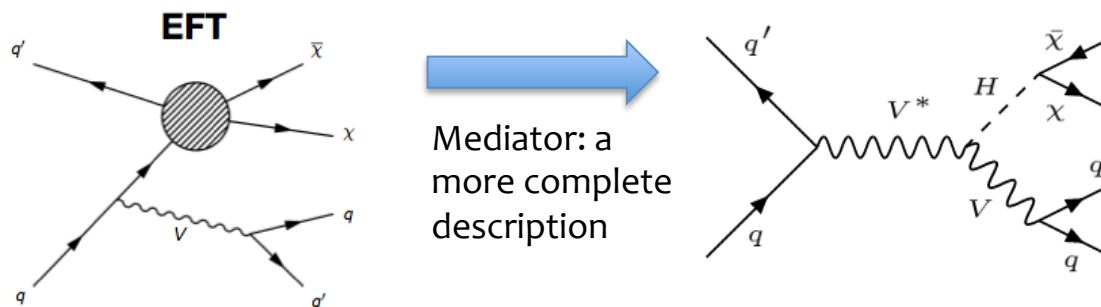 EFT
q′
χ̄
χ
V
q
q
q′
Mediator: a
more complete
description
q′
q
V*
H
χ̄
χ
V
q
q